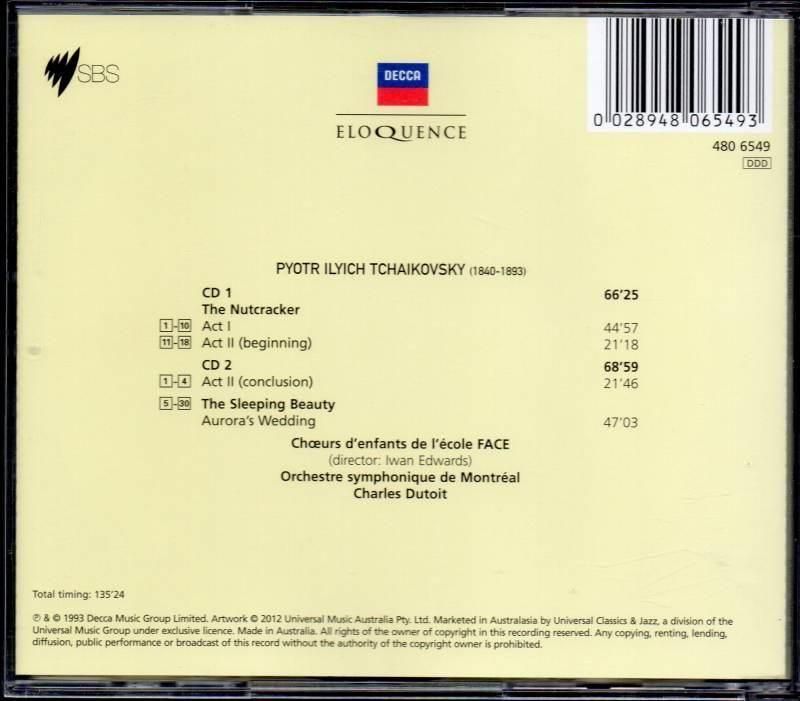 SBS
DECCA
ELOQUENCE
0 028948 065493
480 6549
DDD
PYOTR ILYICH TCHAIKOVSKY (1840-1893)
CD 1 66'25
The Nutcracker
1-10 Act I 44'57
11-18 Act II (beginning) 21'18
CD 2 68'59
1-4 Act II (conclusion) 21'46
5-30 The Sleeping Beauty
Aurora's Wedding 47'03
Chœurs d'enfants de l'école FACE
(director: Iwan Edwards)
Orchestre symphonique de Montréal
Charles Dutoit
Total timing: 135'24
℗ & © 1993 Decca Music Group Limited. Artwork © 2012 Universal Music Australia Pty. Ltd. Marketed in Australasia by Universal Classics & Jazz, a division of the
Universal Music Group under exclusive licence. Made in Australia. All rights of the owner of copyright in this recording reserved. Any copying, renting, lending,
diffusion, public performance or broadcast of this record without the authority of the copyright owner is prohibited.